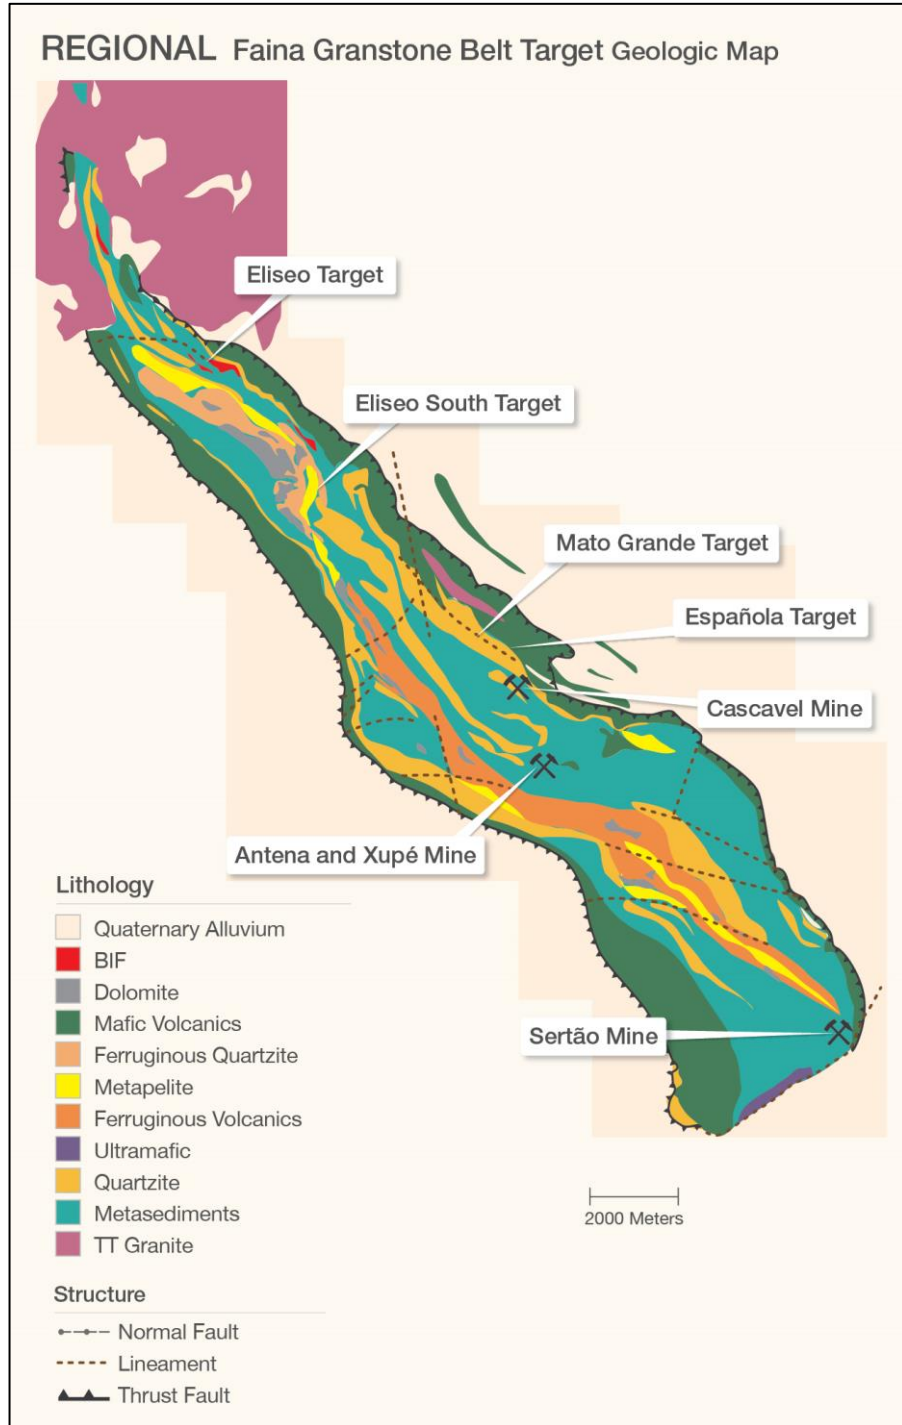 REGIONAL Faina Granstone Belt Target Geologic Map
Eliseo Target
Eliseo South Target
Mato Grande Target
Española Target
Cascavel Mine
Antena and Xupé Mine
Sertão Mine
Lithology
Quaternary Alluvium
BIF
Dolomite
Mafic Volcanics
Ferruginous Quartzite
Metapelite
Ferruginous Volcanics
Ultramafic
Quartzite
Metasediments
TT Granite
2000 Meters
Structure
Normal Fault
Lineament
Thrust Fault